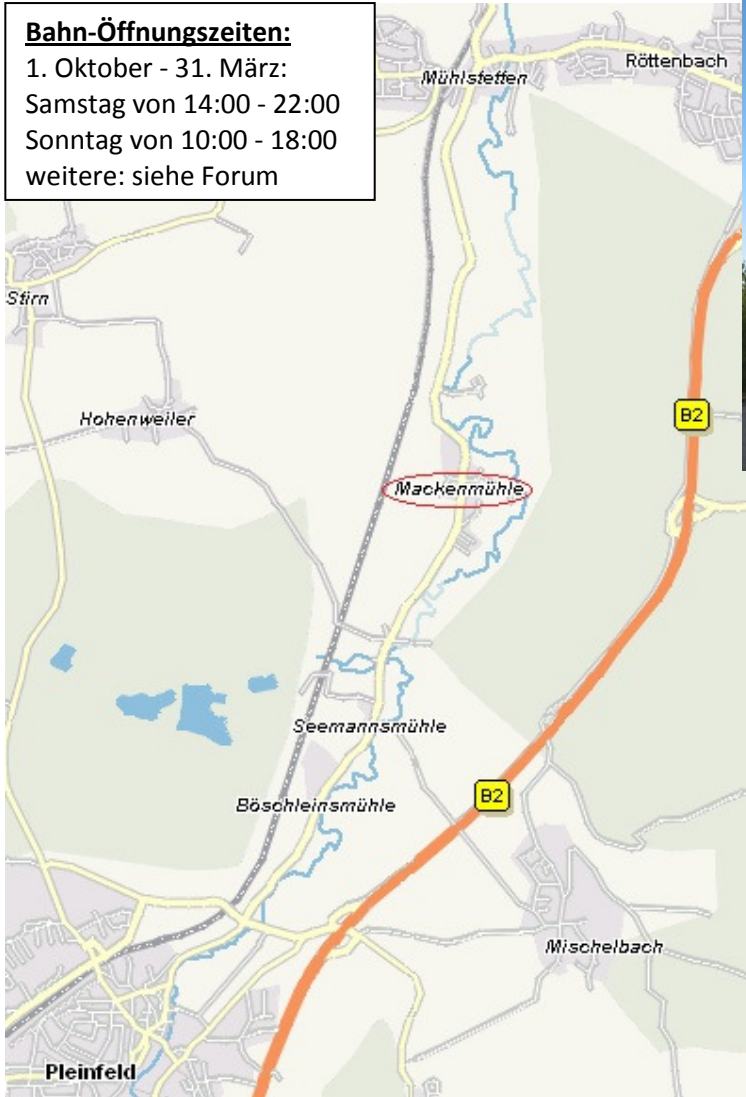 Bahn-Öffnungszeiten:
1. Oktober - 31. März:
Samstag von 14:00 - 22:00
Sonntag von 10:00 - 18:00
weitere: siehe Forum
Röttenbach
Mühlstetten
Stirn
Hohenweiler
B2
Mackenmühle
Seemannsmühle
B2
Böschleinsmühle
Mischelbach
Pleinfeld